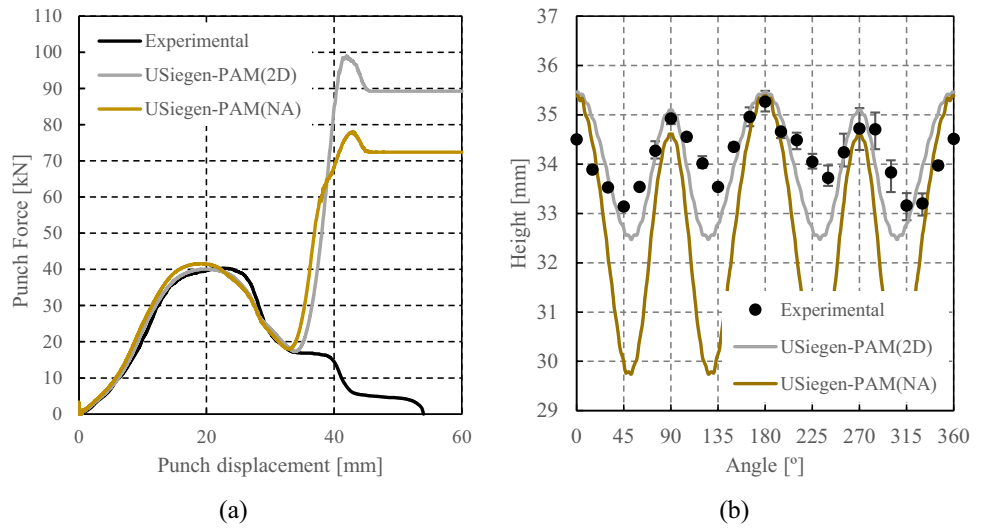 110
100
90
80
70
60
50
40
30
20
10
0
Punch Force [kN]
Experimental
USiegen-PAM(2D)
USiegen-PAM(NA)
0 20 40 60
Punch displacement [mm]
(a)
37
36
35
34
33
32
31
30
29
Height [mm]
Experimental
USiegen-PAM(2D)
USiegen-PAM(NA)
0 45 90 135 180 225 270 315 360
Angle [º]
(b)